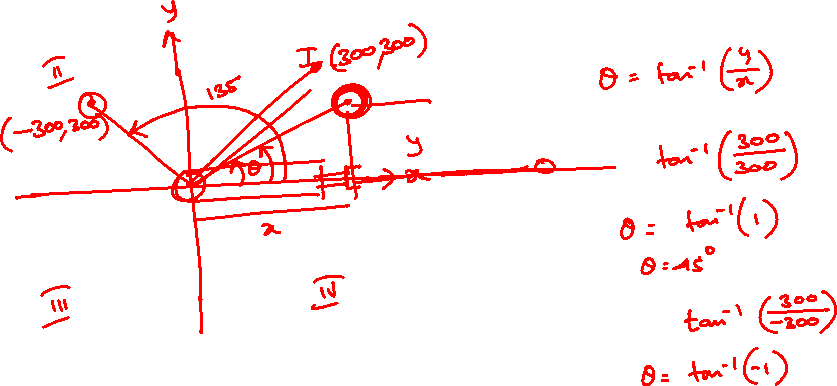 y
II
I (300,300)
135
(-300,300)
θ
y
x
x
III
IV
θ = tan⁻¹ (y/x)
tan⁻¹ (300/300)
θ = tan⁻¹ (1)
θ = 45°
tan⁻¹ (300/-300)
θ = tan⁻¹ (-1)